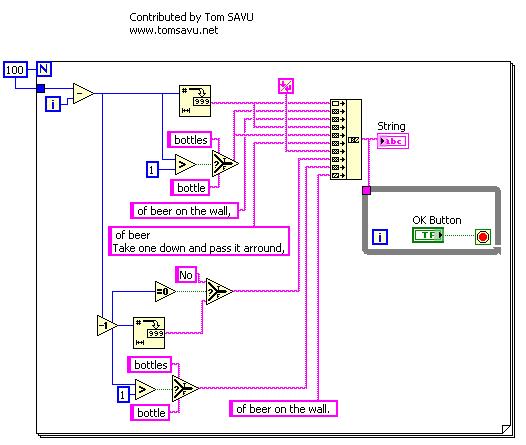 Contributed by Tom SAVU
www.tomsavu.net
100
N
i
-
#
999
bottles
1
>
?
T
F
bottle
of beer on the wall,
of beer
Take one down and pass it arround,
String
abc
i
OK Button
TF
No
=0
?
T
F
-1
#
999
bottles
1
>
?
T
F
bottle
of beer on the wall.